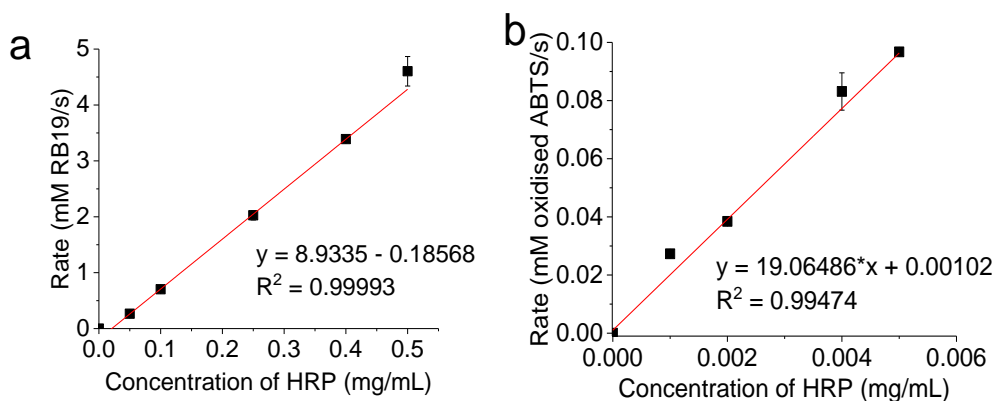 a
5
4
3
2
1
0
Rate (mM RB19/s)
y = 8.9335 - 0.18568
R² = 0.99993
0.0 0.1 0.2 0.3 0.4 0.5
Concentration of HRP (mg/mL)
b
0.10
0.08
0.06
0.04
0.02
0.00
Rate (mM oxidised ABTS/s)
y = 19.06486*x + 0.00102
R² = 0.99474
0.000 0.002 0.004 0.006
Concentration of HRP (mg/mL)